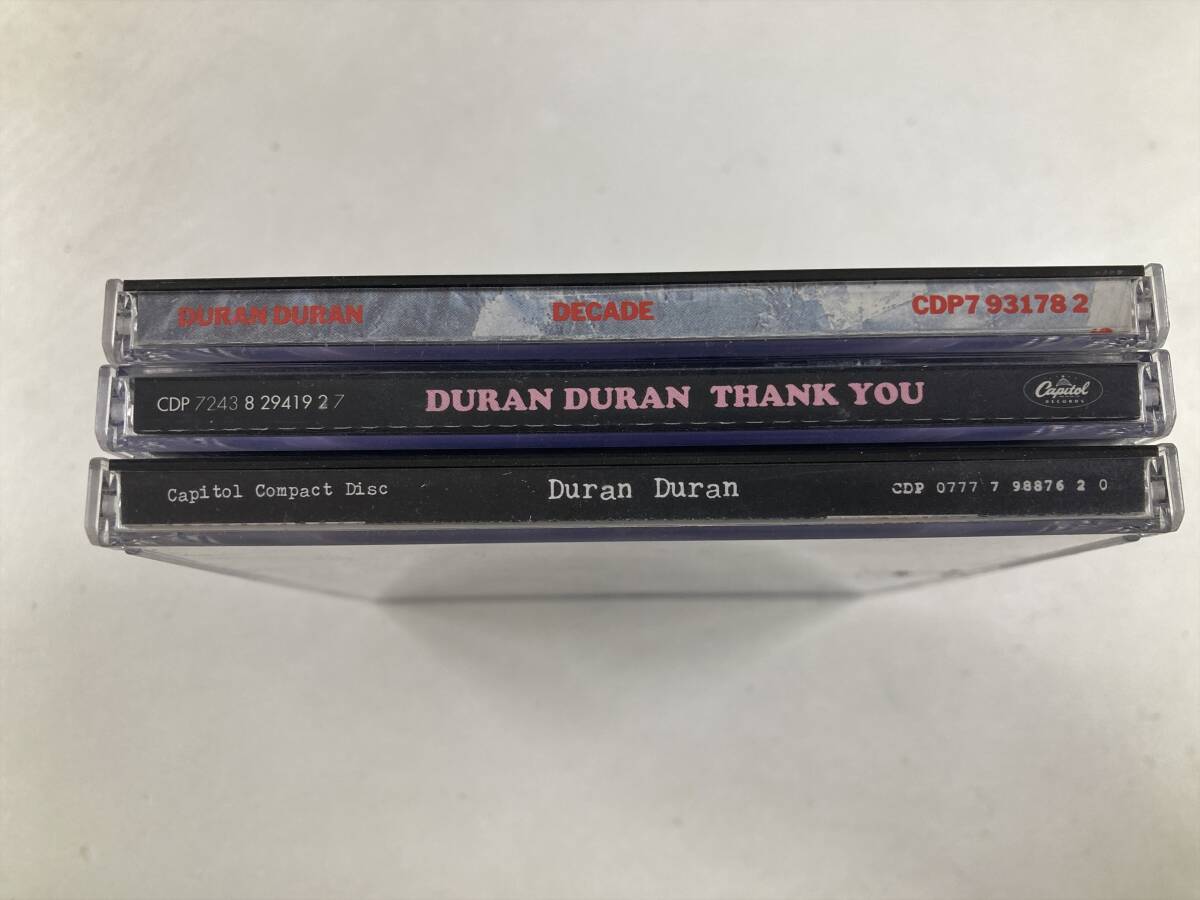 DURAN DURAN DECADE CDP7 93178 2
CDP 7243 8 29419 2 7 DURAN DURAN THANK YOU Capitol RECORDS
Capitol Compact Disc Duran Duran CDP 0777 7 98876 2 0